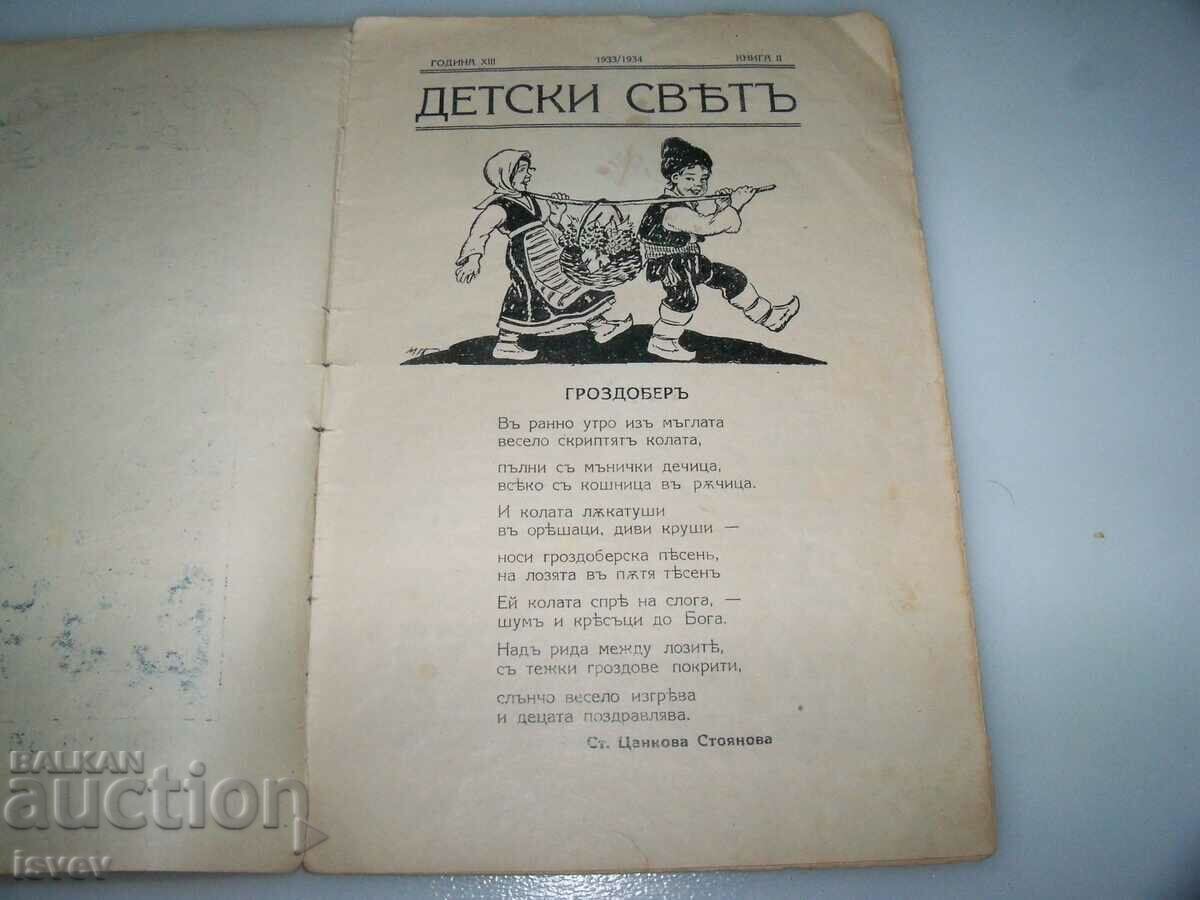 ГОДИНА XIII 1933/1934 КНИГА II
ДЕТСКИ СВѢТЪ
ГРОЗДОБЕРЪ
Въ ранно утро изъ мъглата
весело скриптятъ колата,
пълни съ мънички дечица,
всѣко съ кошница въ рѫчица.
И колата лѫкатуши
въ орѣшаци, диви круши —
носи гроздоберска пѣсень,
на лозята въ пѫтя тѣсенъ
Ей колата спрѣ на слога, —
шумъ и крѣсъци до Бога.
Надъ рида между лозитѣ,
съ тежки гроздове покрити,
слънчо весело изгрѣва
и децата поздравлява.
Ст. Цанкова Стоянова
BALKAN
auction
isvev